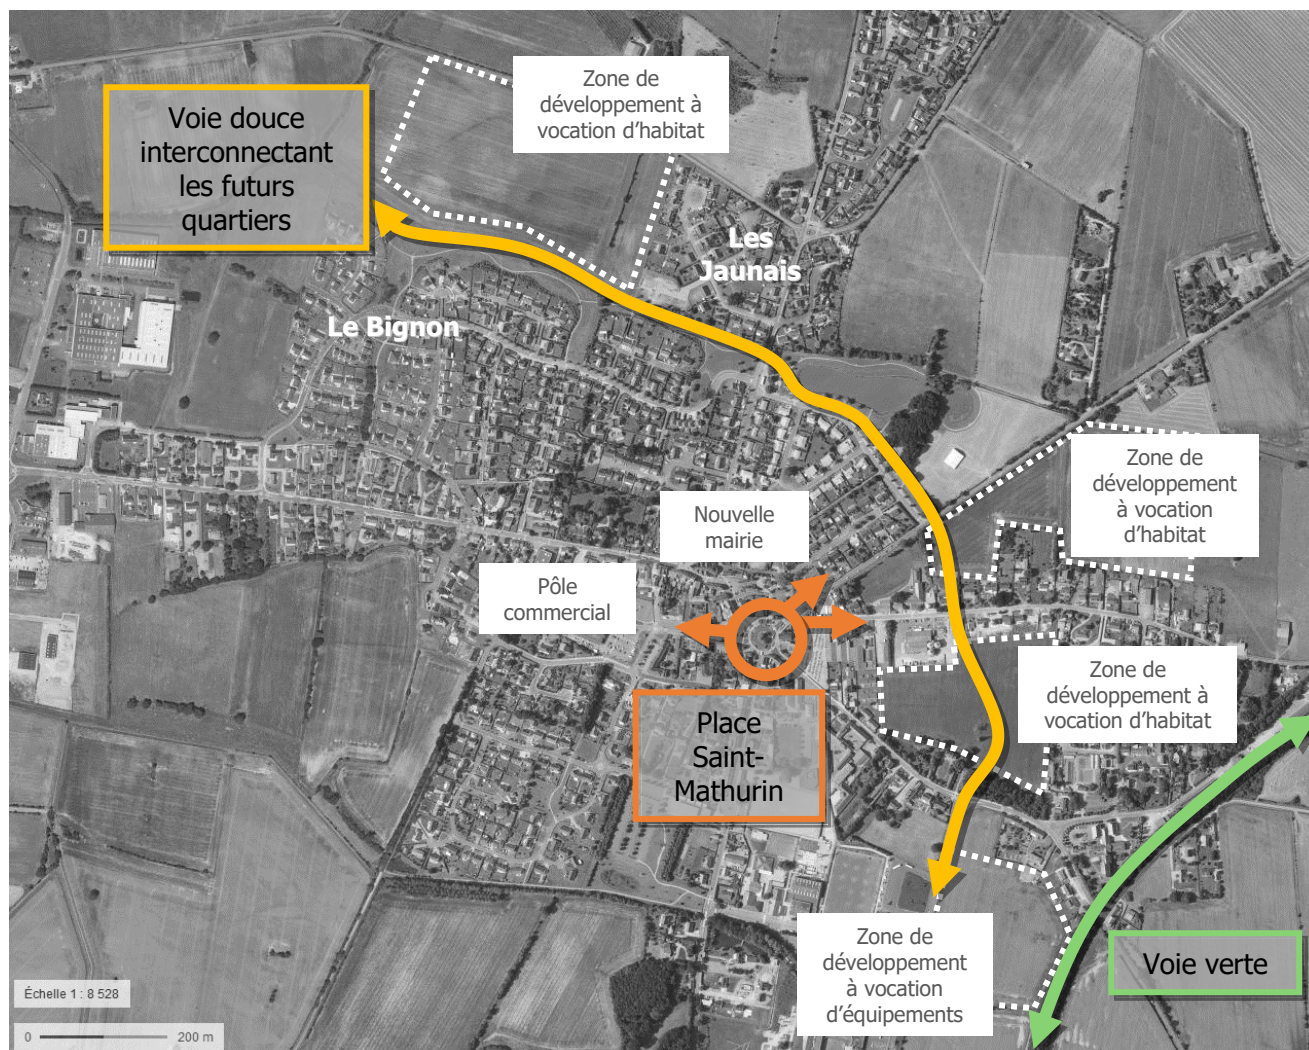 Zone de
développement à
vocation d'habitat
Voie douce
interconnectant
les futurs
quartiers
Les
Jaunais
Le Bignon
Zone de
développement
à vocation
d'habitat
Nouvelle
mairie
Pôle
commercial
Zone de
développement à
vocation d'habitat
Place
Saint-
Mathurin
Zone de
développement
à vocation
d'équipements
Voie verte
Échelle 1 : 8 528
0 200 m